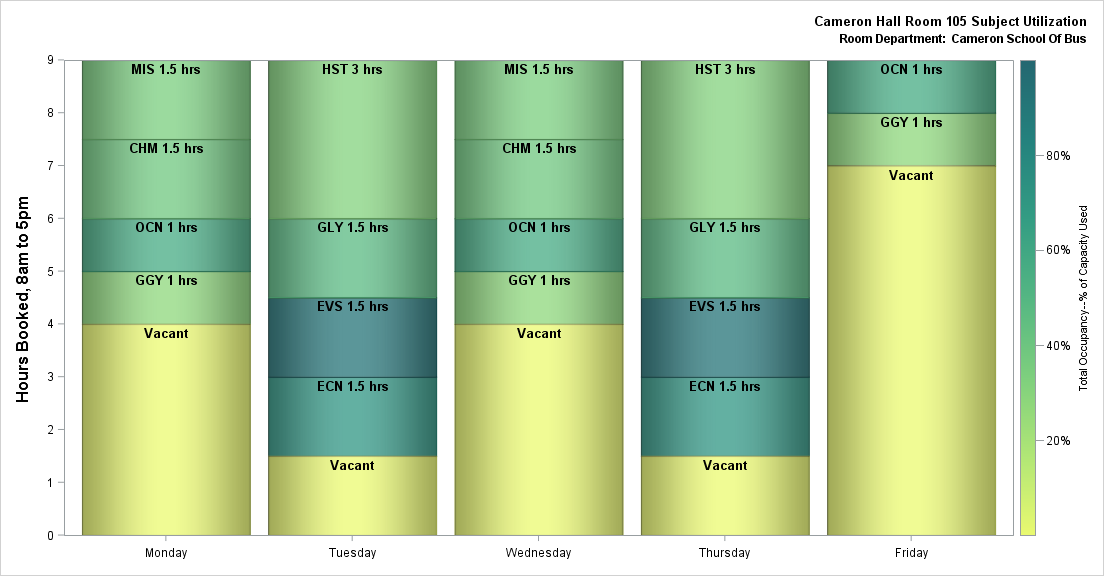 Cameron Hall Room 105 Subject Utilization
Room Department: Cameron School Of Bus
Hours Booked, 8am to 5pm
9
8
7
6
5
4
3
2
1
0
MIS 1.5 hrs
CHM 1.5 hrs
OCN 1 hrs
GGY 1 hrs
Vacant
HST 3 hrs
GLY 1.5 hrs
EVS 1.5 hrs
ECN 1.5 hrs
Vacant
MIS 1.5 hrs
CHM 1.5 hrs
OCN 1 hrs
GGY 1 hrs
Vacant
HST 3 hrs
GLY 1.5 hrs
EVS 1.5 hrs
ECN 1.5 hrs
Vacant
OCN 1 hrs
GGY 1 hrs
Vacant
Monday
Tuesday
Wednesday
Thursday
Friday
80%
60%
40%
20%
Total Occupancy--% of Capacity Used